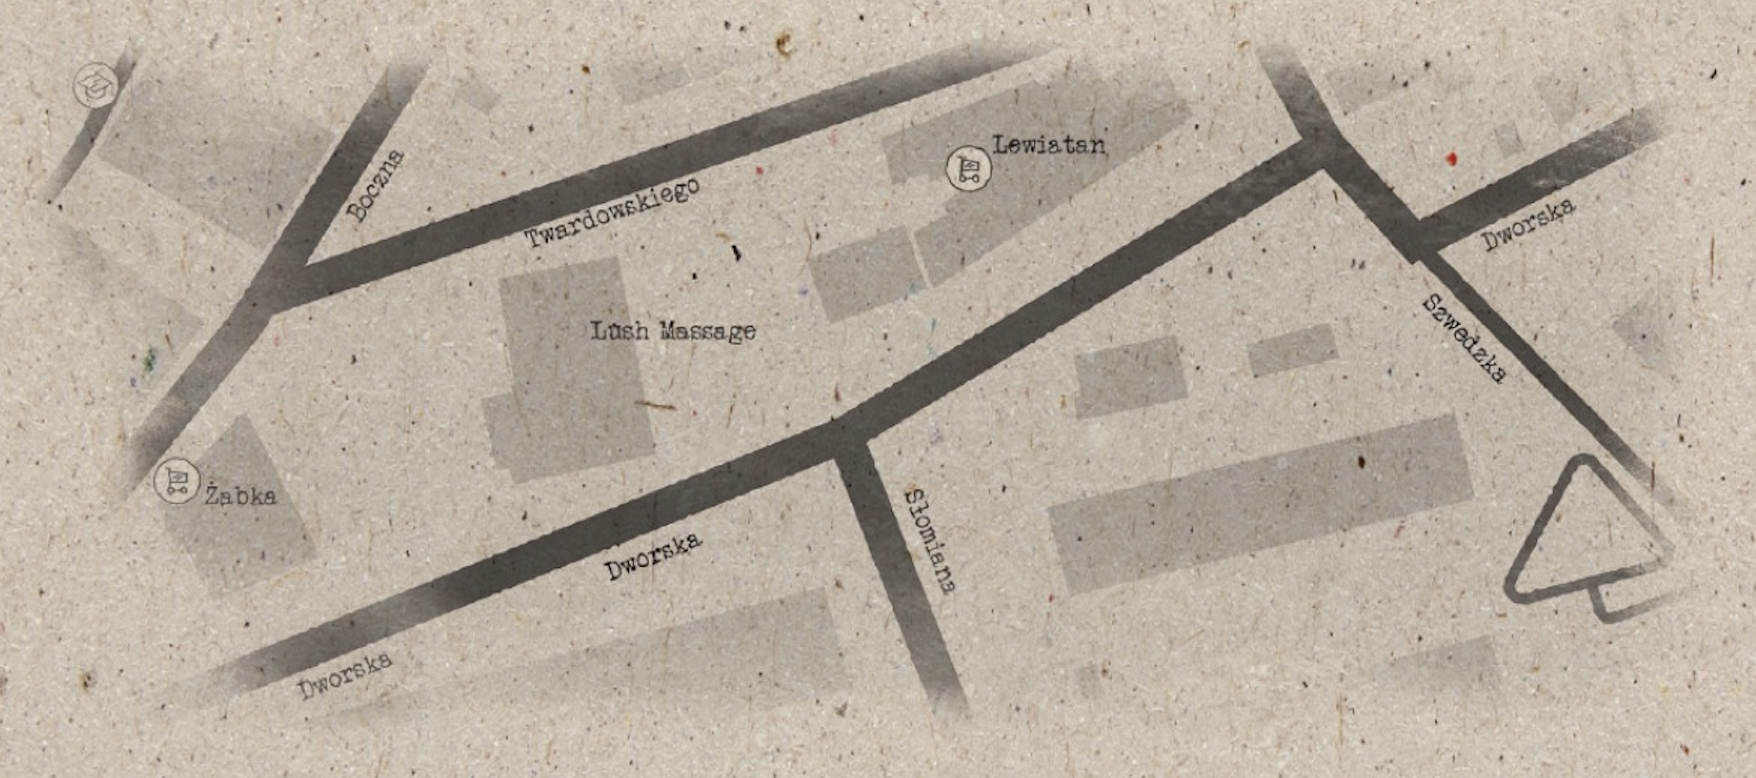 Lewiatan
Boczna
Twardowskiego
Dworska
Lush Massage
Szwedzka
Żabka
Słomiana
Dworska
Dworska